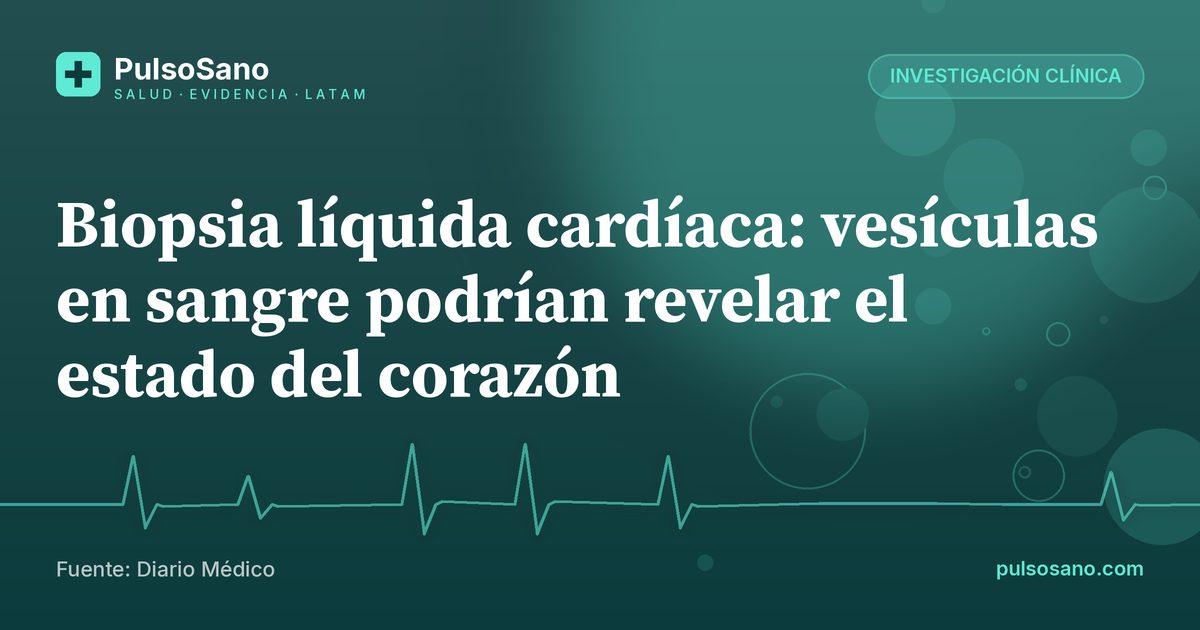 PulsoSano
SALUD · EVIDENCIA · LATAM
INVESTIGACIÓN CLÍNICA
Biopsia líquida cardíaca: vesículas
en sangre podrían revelar el
estado del corazón
Fuente: Diario Médico
pulsosano.com